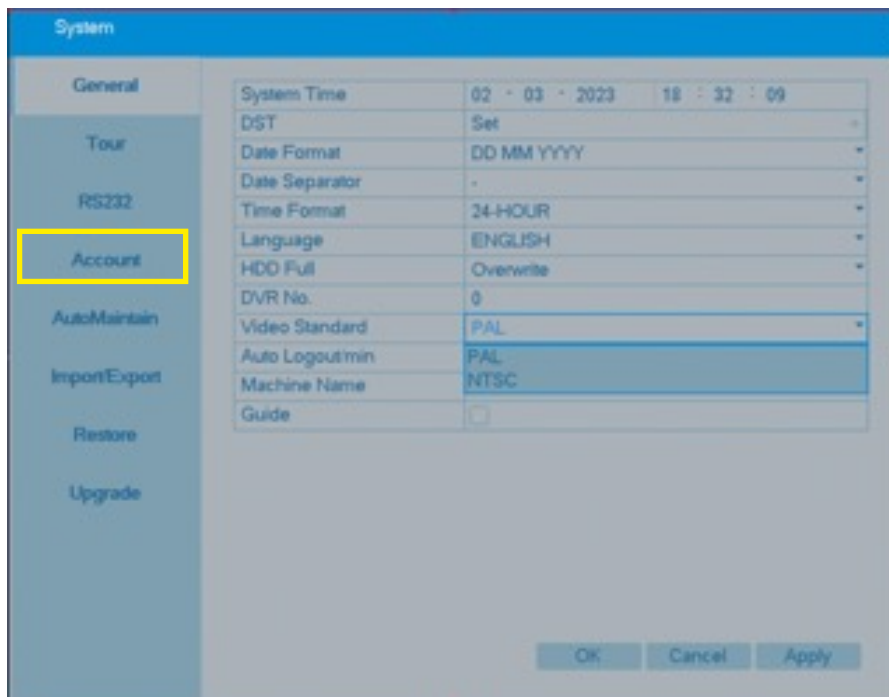 System
General
Tour
RS232
Account
AutoMaintain
Import/Export
Restore
Upgrade
System Time 02 - 03 - 2023 18 : 32 : 09
DST Set
Date Format DD MM YYYY
Date Separator -
Time Format 24-HOUR
Language ENGLISH
HDD Full Overwrite
DVR No. 0
Video Standard PAL
Auto Logout/min PAL
Machine Name NTSC
Guide
OK Cancel Apply